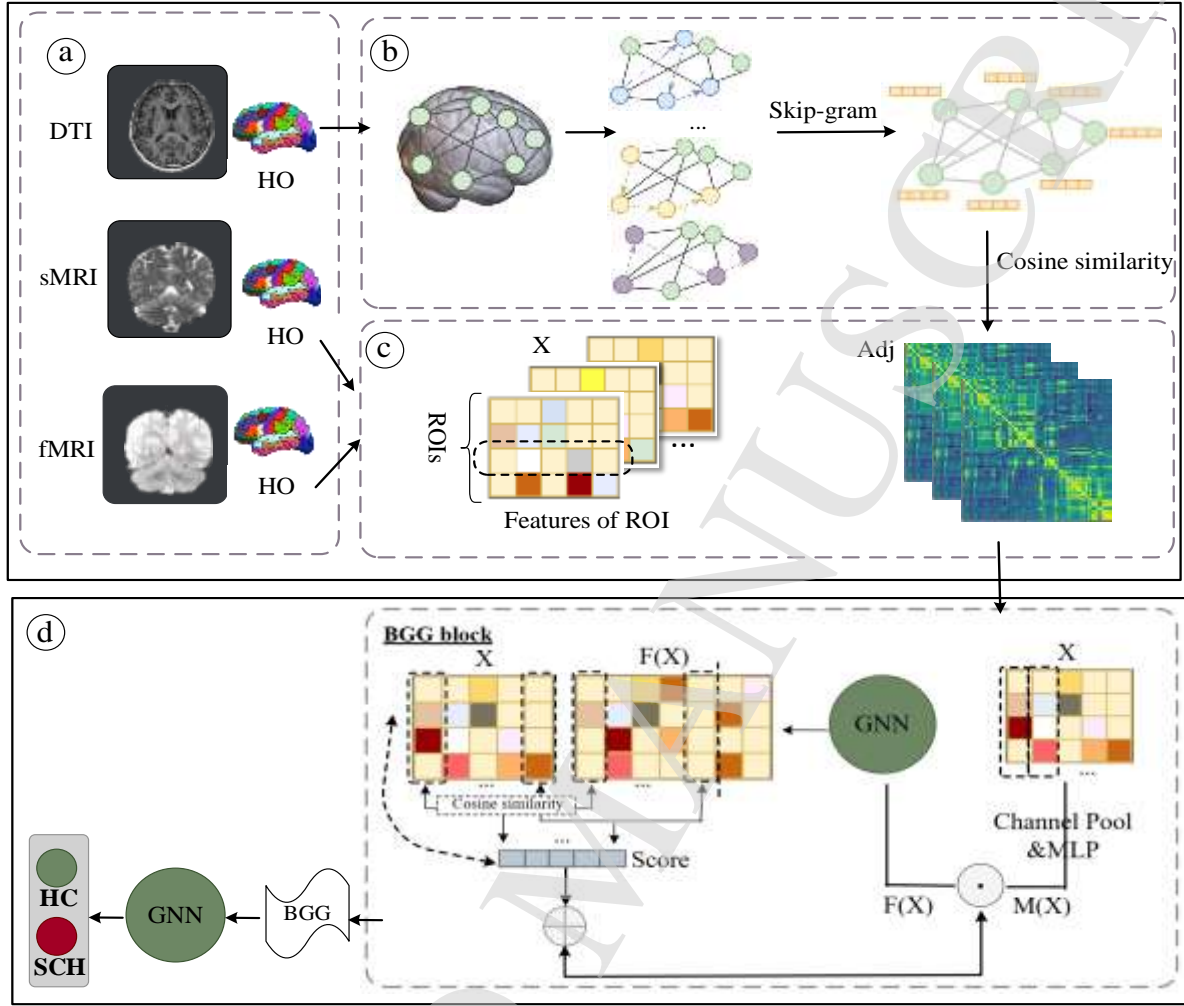 a
DTI
HO
sMRI
HO
fMRI
HO
b
...
Skip-gram
Cosine similarity
c
X
ROIs
...
Features of ROI
Adj
d
BGG block
X
F(X)
GNN
X
...
...
...
Cosine similarity
...
Score
Channel Pool
&MLP
F(X)
M(X)
HC
SCH
GNN
BGG
MANUSCRI